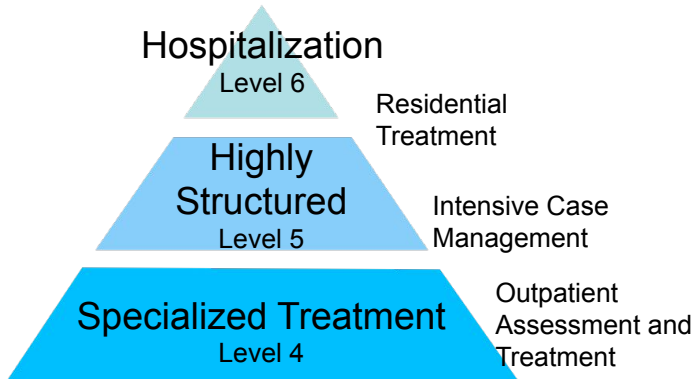 Hospitalization
Level 6
Residential
Treatment
Highly
Structured
Level 5
Intensive Case
Management
Specialized Treatment
Level 4
Outpatient
Assessment and
Treatment